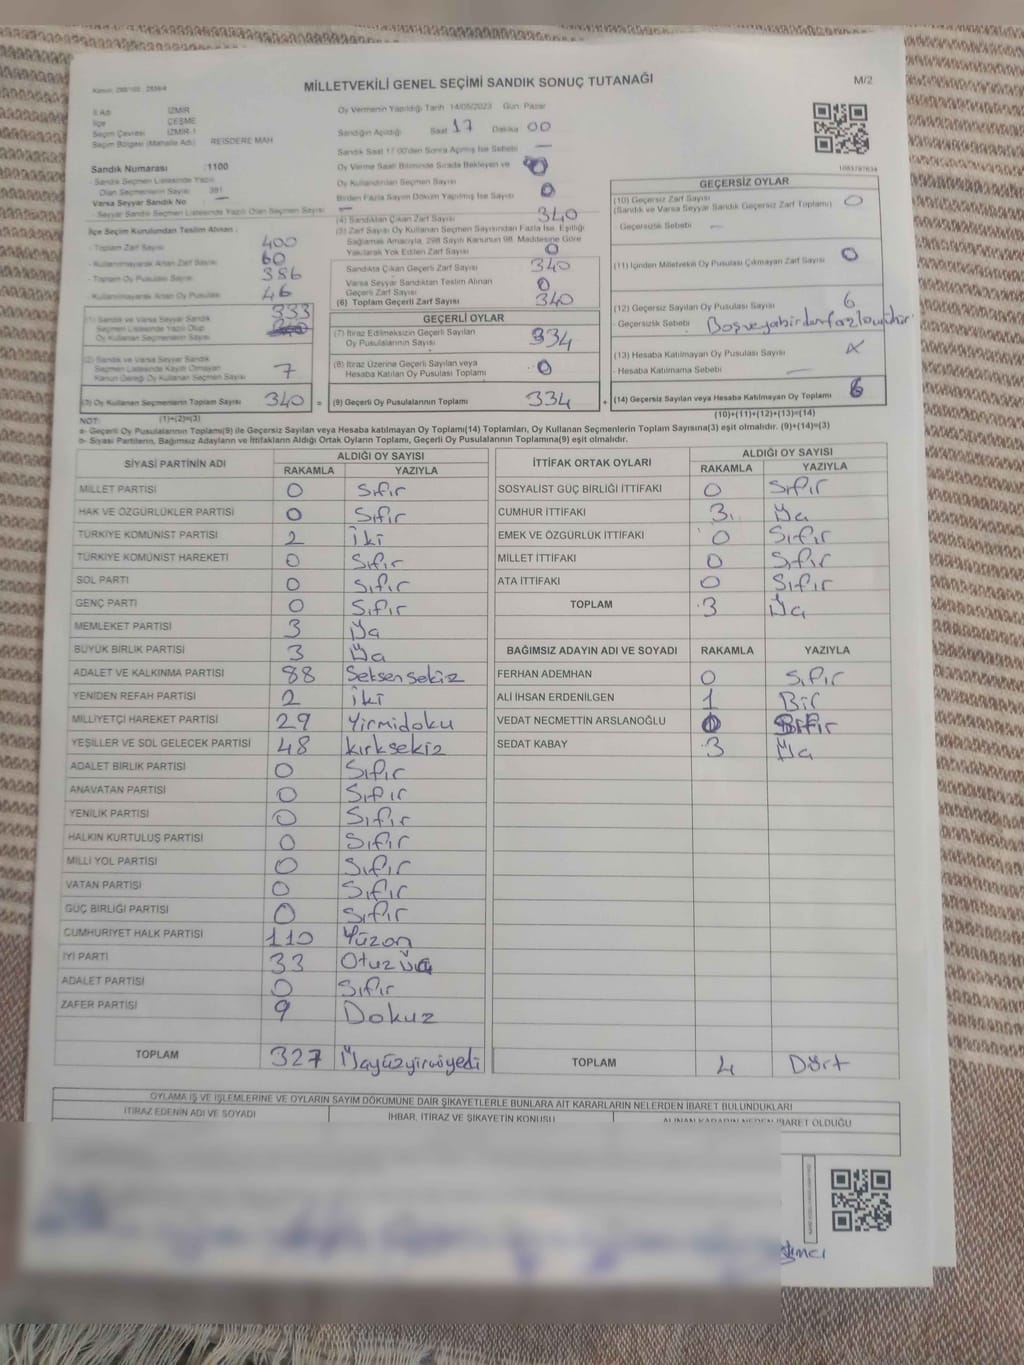 Kanun: 298/105 - 2839/4
MİLLETVEKİLİ GENEL SEÇİMİ SANDIK SONUÇ TUTANAĞI
M/2
İl Adı İZMİR
İlçe ÇEŞME
Seçim Çevresi İZMİR-1
Seçim Bölgesi (Mahalle Adı) REİSDERE MAH
Sandık Numarası :1100
- Sandık Seçmen Listesinde Yazılı
Olan Seçmenlerin Sayısı 391
Varsa Seyyar Sandık No —
- Seyyar Sandık Listesinde Yazılı Olan Seçmen Sayısı —
İlçe Seçim Kurulundan Teslim Alınan :
- Toplam Zarf Sayısı 400
- Kullanılmayarak Artan Zarf Sayısı 60
- Toplam Oy Pusulası Sayısı 386
- Kullanılmayarak Artan Oy Pusulası 46
(1) Sandık ve Varsa Seyyar Sandık
Seçmen Listesinde Yazılı Olup
Oy Kullanan Seçmenlerin Sayısı 333
(2) Sandık ve Varsa Seyyar Sandık
Seçmen Listesinde Kayıtlı Olmayan
Kanun Gereği Oy Kullanan Seçmen Sayısı 7
(3) Oy Kullanan Seçmenlerin Toplam Sayısı 340 =
Oy Vermenin Yapıldığı Tarih 14/05/2023 Gün Pazar
Sandığın Açıldığı Saat 17 Dakika 00
Sandık Saat 17:00'den Sonra Açılmış İse Sebebi —
Oy Verme Saati Bitiminde Sırada Bekleyen ve
Oy Kullandırılan Seçmen Sayısı 0
Birden Fazla Sayım Döküm Yapılmış İse Sayısı 0
(4) Sandıktan Çıkan Zarf Sayısı 340
(5) Zarf Sayısı Oy Kullanan Seçmen Sayısından Fazla İse, Eşitliği
Sağlamak Amacıyla, 298 Sayılı Kanunun 98. Maddesine Göre
Yakılarak Yok Edilen Zarf Sayısı 0
Sandıkta Çıkan Geçerli Zarf Sayısı 340
Varsa Seyyar Sandıktan Teslim Alınan
Geçerli Zarf Sayısı 0
(6) Toplam Geçerli Zarf Sayısı 340
GEÇERLİ OYLAR
(7) İtiraz Edilmeksizin Geçerli Sayılan
Oy Pusulalarının Sayısı 334
(8) İtiraz Üzerine Geçerli Sayılan veya
Hesaba Katılan Oy Pusulası Toplamı 0
(9) Geçerli Oy Pusulalarının Toplamı 334 +
1083797634
GEÇERSİZ OYLAR
(10) Geçersiz Zarf Sayısı 0
(Sandık ve Varsa Seyyar Sandık Geçersiz Zarf Toplamı)
Geçersizlik Sebebi —
(11) İçinden Milletvekili Oy Pusulası Çıkmayan Zarf Sayısı 0
(12) Geçersiz Sayılan Oy Pusulası Sayısı 6
Geçersizlik Sebebi Boş veya birden fazla mühür
(13) Hesaba Katılmayan Oy Pusulası Sayısı X
- Hesaba Katılmama Sebebi —
(14) Geçersiz Sayılan veya Hesaba Katılmayan Oy Toplamı 6
NOT: (1)+(2)=(3) (10)+(11)+(12)+(13)=(14)
a- Geçerli Oy Pusulalarının Toplamı(9) ile Geçersiz Sayılan veya Hesaba katılmayan Oy Toplamı(14) Toplamları, Oy Kullanan Seçmenlerin Toplam Sayısına(3) eşit olmalıdır. (9)+(14)=(3)
b- Siyasi Partilerin, Bağımsız Adayların ve İttifakların Aldığı Ortak Oyların Toplamı, Geçerli Oy Pusulalarının Toplamına(9) eşit olmalıdır.
SİYASİ PARTİNİN ADI ALDIĞI OY SAYISI
RAKAMLA YAZIYLA
MİLLET PARTİSİ 0 Sıfır
HAK VE ÖZGÜRLÜKLER PARTİSİ 0 Sıfır
TÜRKİYE KOMÜNİST PARTİSİ 2 İki
TÜRKİYE KOMÜNİST HAREKETİ 0 Sıfır
SOL PARTİ 0 Sıfır
GENÇ PARTİ 0 Sıfır
MEMLEKET PARTİSİ 3 Üç
BÜYÜK BİRLİK PARTİSİ 3 Üç
ADALET VE KALKINMA PARTİSİ 88 Seksen sekiz
YENİDEN REFAH PARTİSİ 2 İki
MİLLİYETÇİ HAREKET PARTİSİ 29 Yirmidoku
YEŞİLLER VE SOL GELECEK PARTİSİ 48 kırksekiz
ADALET BİRLİK PARTİSİ 0 Sıfır
ANAVATAN PARTİSİ 0 Sıfır
YENİLİK PARTİSİ 0 Sıfır
HALKIN KURTULUŞ PARTİSİ 0 Sıfır
MİLLİ YOL PARTİSİ 0 Sıfır
VATAN PARTİSİ 0 Sıfır
GÜÇ BİRLİĞİ PARTİSİ 0 Sıfır
CUMHURİYET HALK PARTİSİ 110 Yüzon
İYİ PARTİ 33 Otuzüç
ADALET PARTİSİ 0 Sıfır
ZAFER PARTİSİ 9 Dokuz
TOPLAM 327 Üçyüzyirmiyedi
İTTİFAK ORTAK OYLARI ALDIĞI OY SAYISI
RAKAMLA YAZIYLA
SOSYALİST GÜÇ BİRLİĞİ İTTİFAKI 0 Sıfır
CUMHUR İTTİFAKI 3 Üç
EMEK VE ÖZGÜRLÜK İTTİFAKI 0 Sıfır
MİLLET İTTİFAKI 0 Sıfır
ATA İTTİFAKI 0 Sıfır
TOPLAM 3 Üç
BAĞIMSIZ ADAYIN ADI VE SOYADI RAKAMLA YAZIYLA
FERHAN ADEMHAN 0 Sıfır
ALİ İHSAN ERDENİLGEN 1 Bir
VEDAT NECMETTİN ARSLANOĞLU 0 Sıfır
SEDAT KABAY 3 Üç
TOPLAM 4 Dört
OYLAMA İŞ VE İŞLEMLERİNE VE OYLARIN SAYIM DÖKÜMÜNE DAİR ŞİKAYETLERLE BUNLARA AİT KARARLARIN NELERDEN İBARET BULUNDUKLARI
İTİRAZ EDENİN ADI VE SOYADI İHBAR, İTİRAZ VE ŞİKAYETİN KONUSU ALINAN KARARIN NEDEN İBARET OLDUĞU